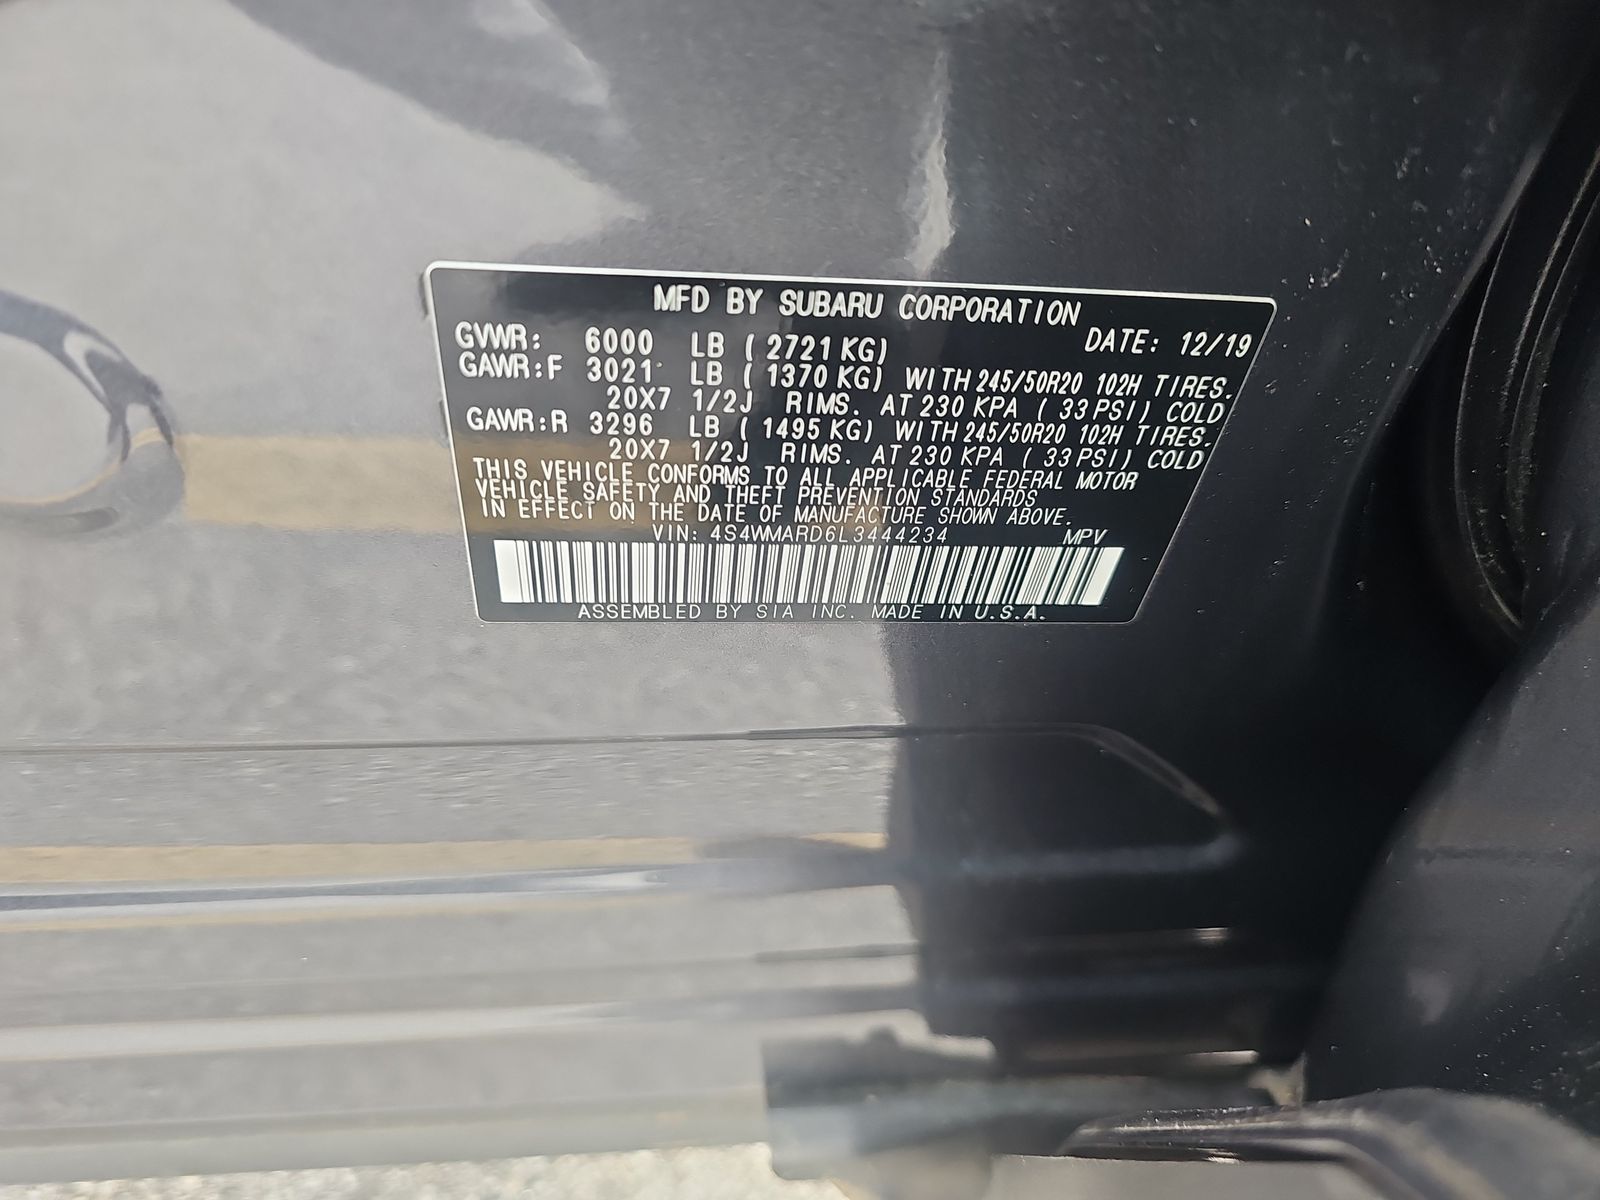 MFD BY SUBARU CORPORATION
GVWR: 6000 LB ( 2721 KG) DATE: 12/19
GAWR:F 3021 LB ( 1370 KG) WITH 245/50R20 102H TIRES.
20X7 1/2J RIMS. AT 230 KPA ( 33 PSI) COLD
GAWR:R 3296 LB ( 1495 KG) WITH 245/50R20 102H TIRES.
20X7 1/2J RIMS. AT 230 KPA ( 33 PSI) COLD
THIS VEHICLE CONFORMS TO ALL APPLICABLE FEDERAL MOTOR
VEHICLE SAFETY AND THEFT PREVENTION STANDARDS
IN EFFECT ON THE DATE OF MANUFACTURE SHOWN ABOVE.
VIN: 4S4WMARD6L3444234 MPV
ASSEMBLED BY SIA INC. MADE IN U.S.A.